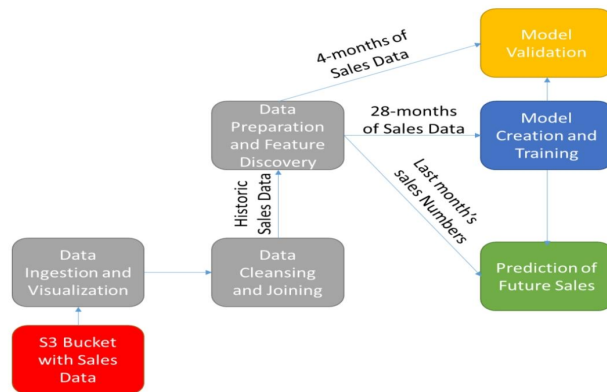 4-months of
Sales Data
Model
Validation
Data
Preparation
and Feature
Discovery
28-months
of Sales Data
Model
Creation and
Training
Historic
Sales Data
Last month's
sales Numbers
Data
Ingestion and
Visualization
Data
Cleansing
and Joining
Prediction of
Future Sales
S3 Bucket
with Sales
Data